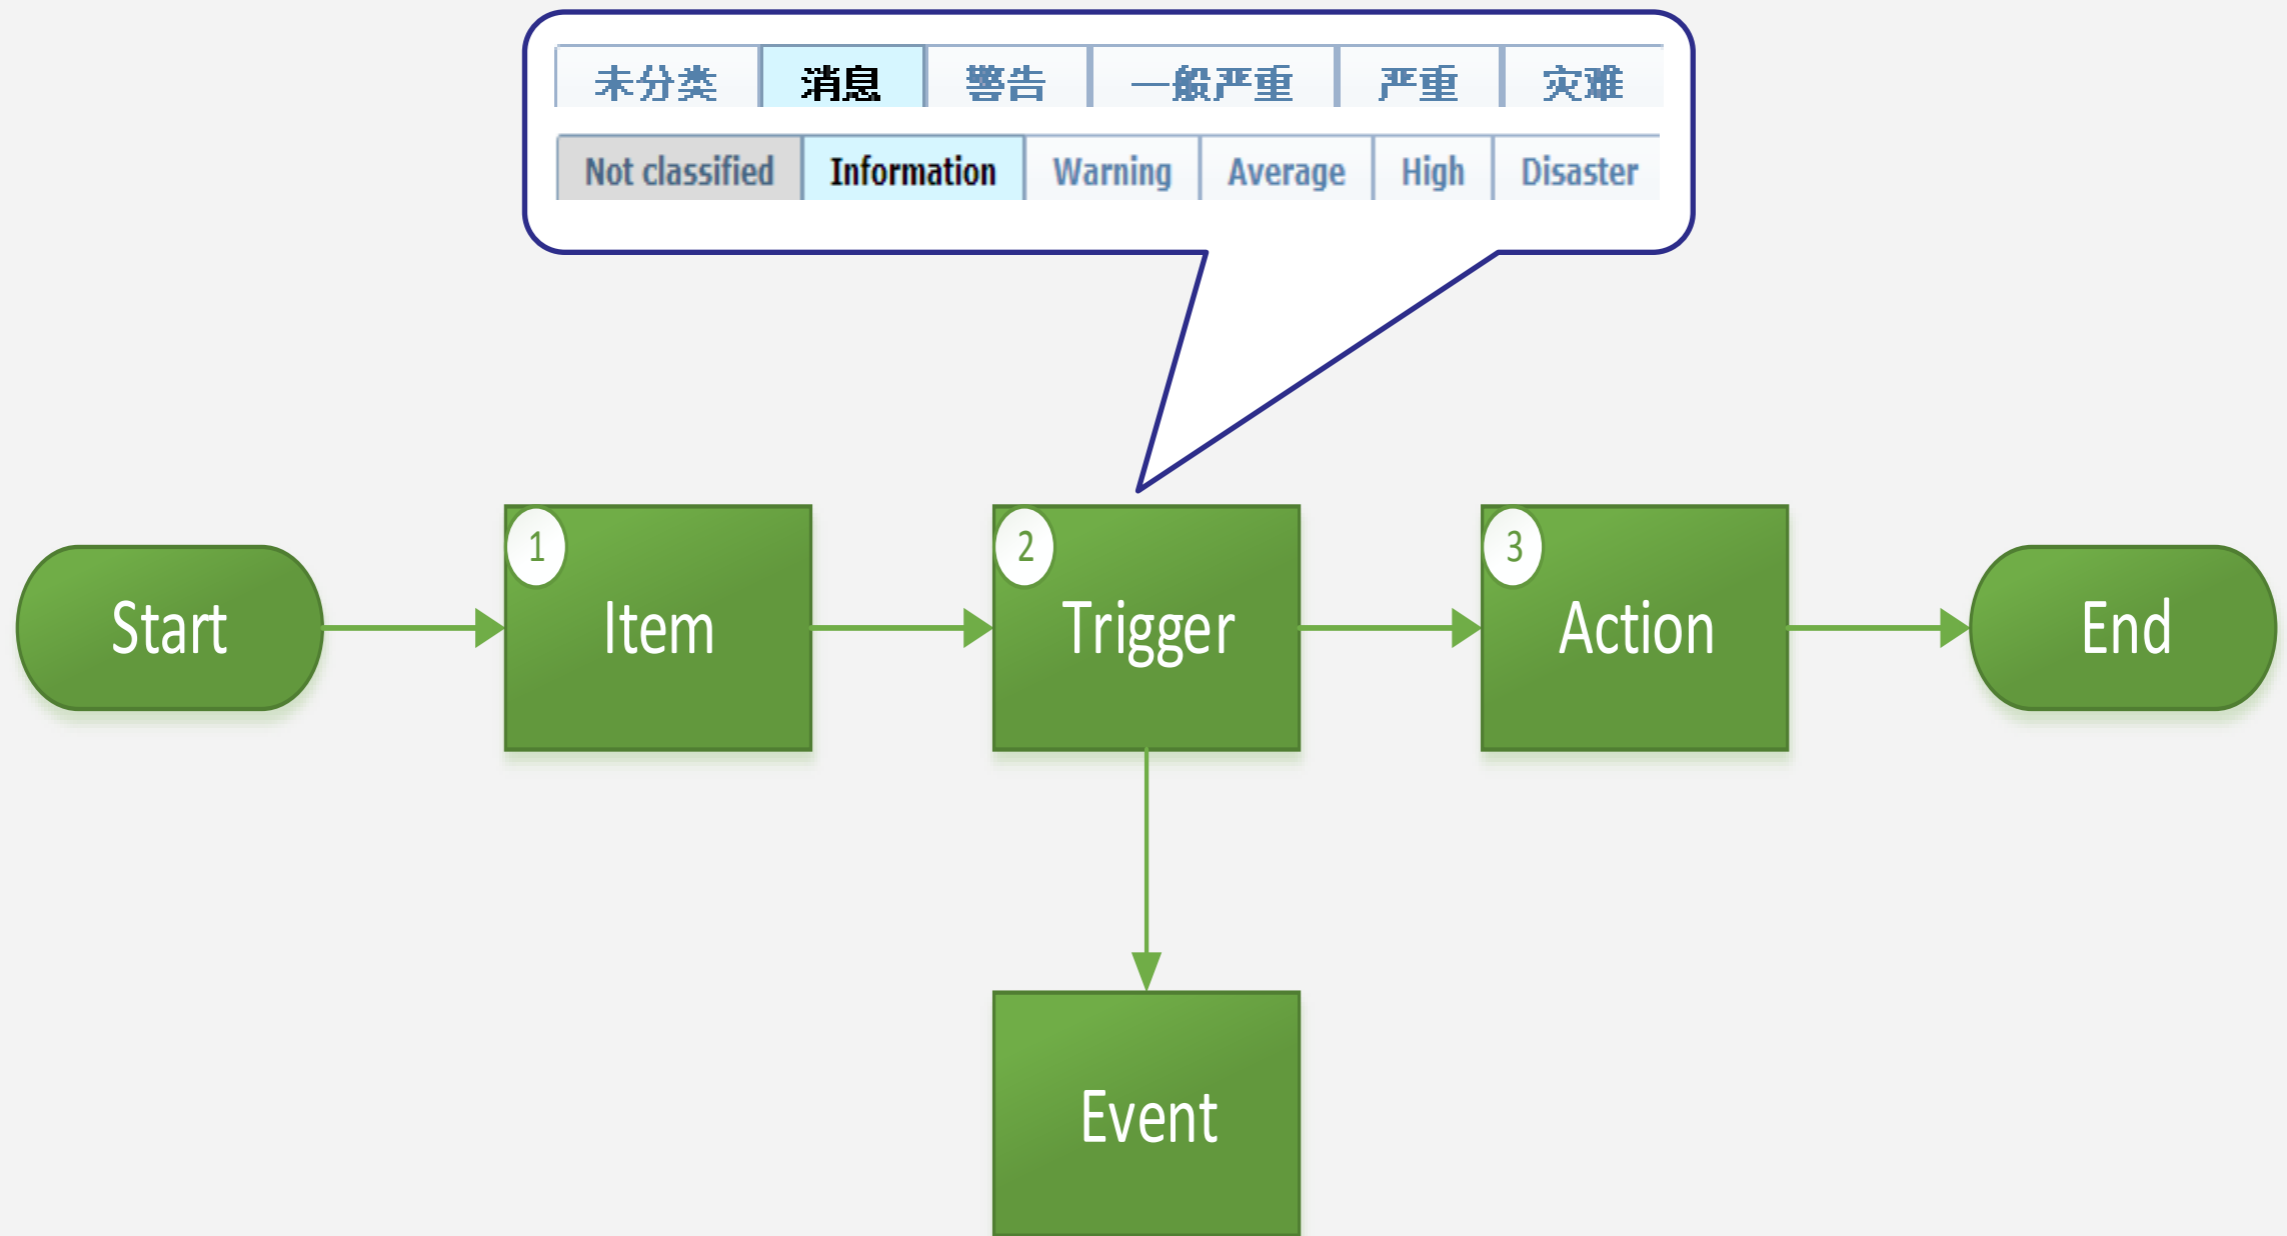 未分类 消息 警告 一般严重 严重 灾难
Not classified Information Warning Average High Disaster
1 2 3
Start Item Trigger Action End
Event